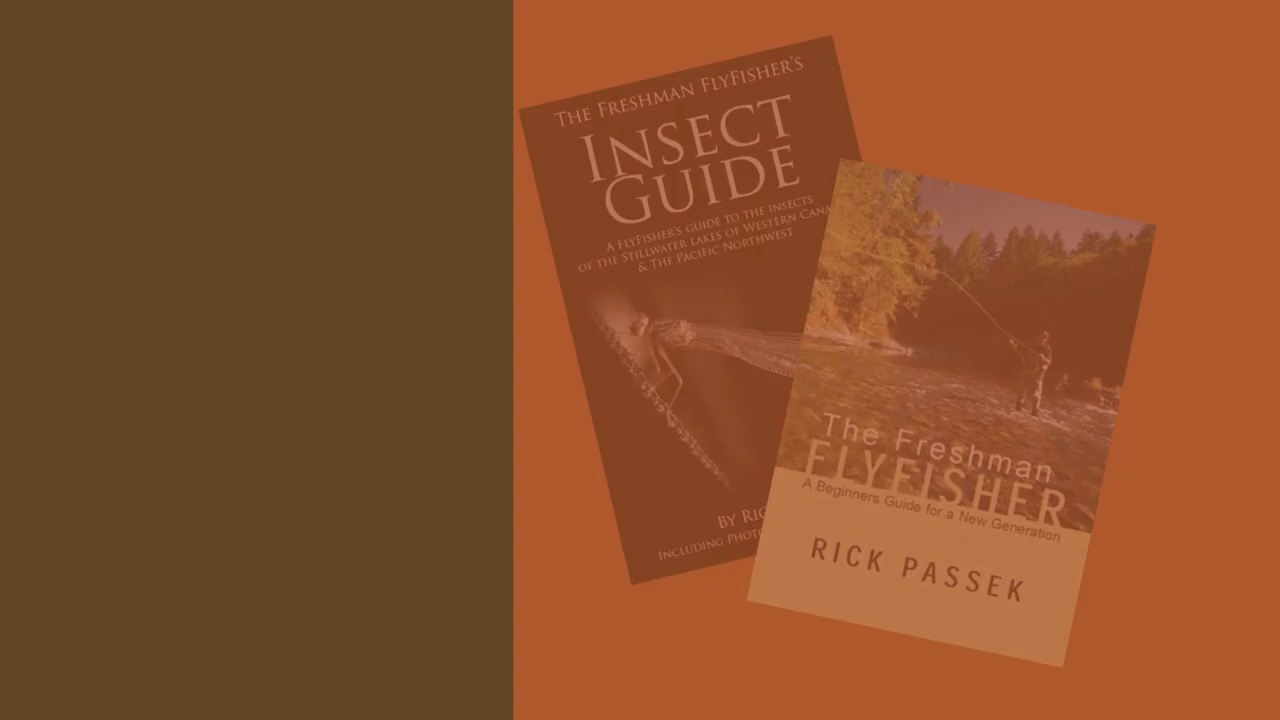 THE FRESHMAN FLYFISHER'S
INSECT
GUIDE
A FLYFISHER'S GUIDE TO THE INSECTS
OF THE STILLWATER LAKES OF WESTERN
& THE PACIFIC NORTHWEST
BY
INCLUDING
The Freshman
FLYFISHER
A Beginners Guide for a New Generation
RICK PASSEK